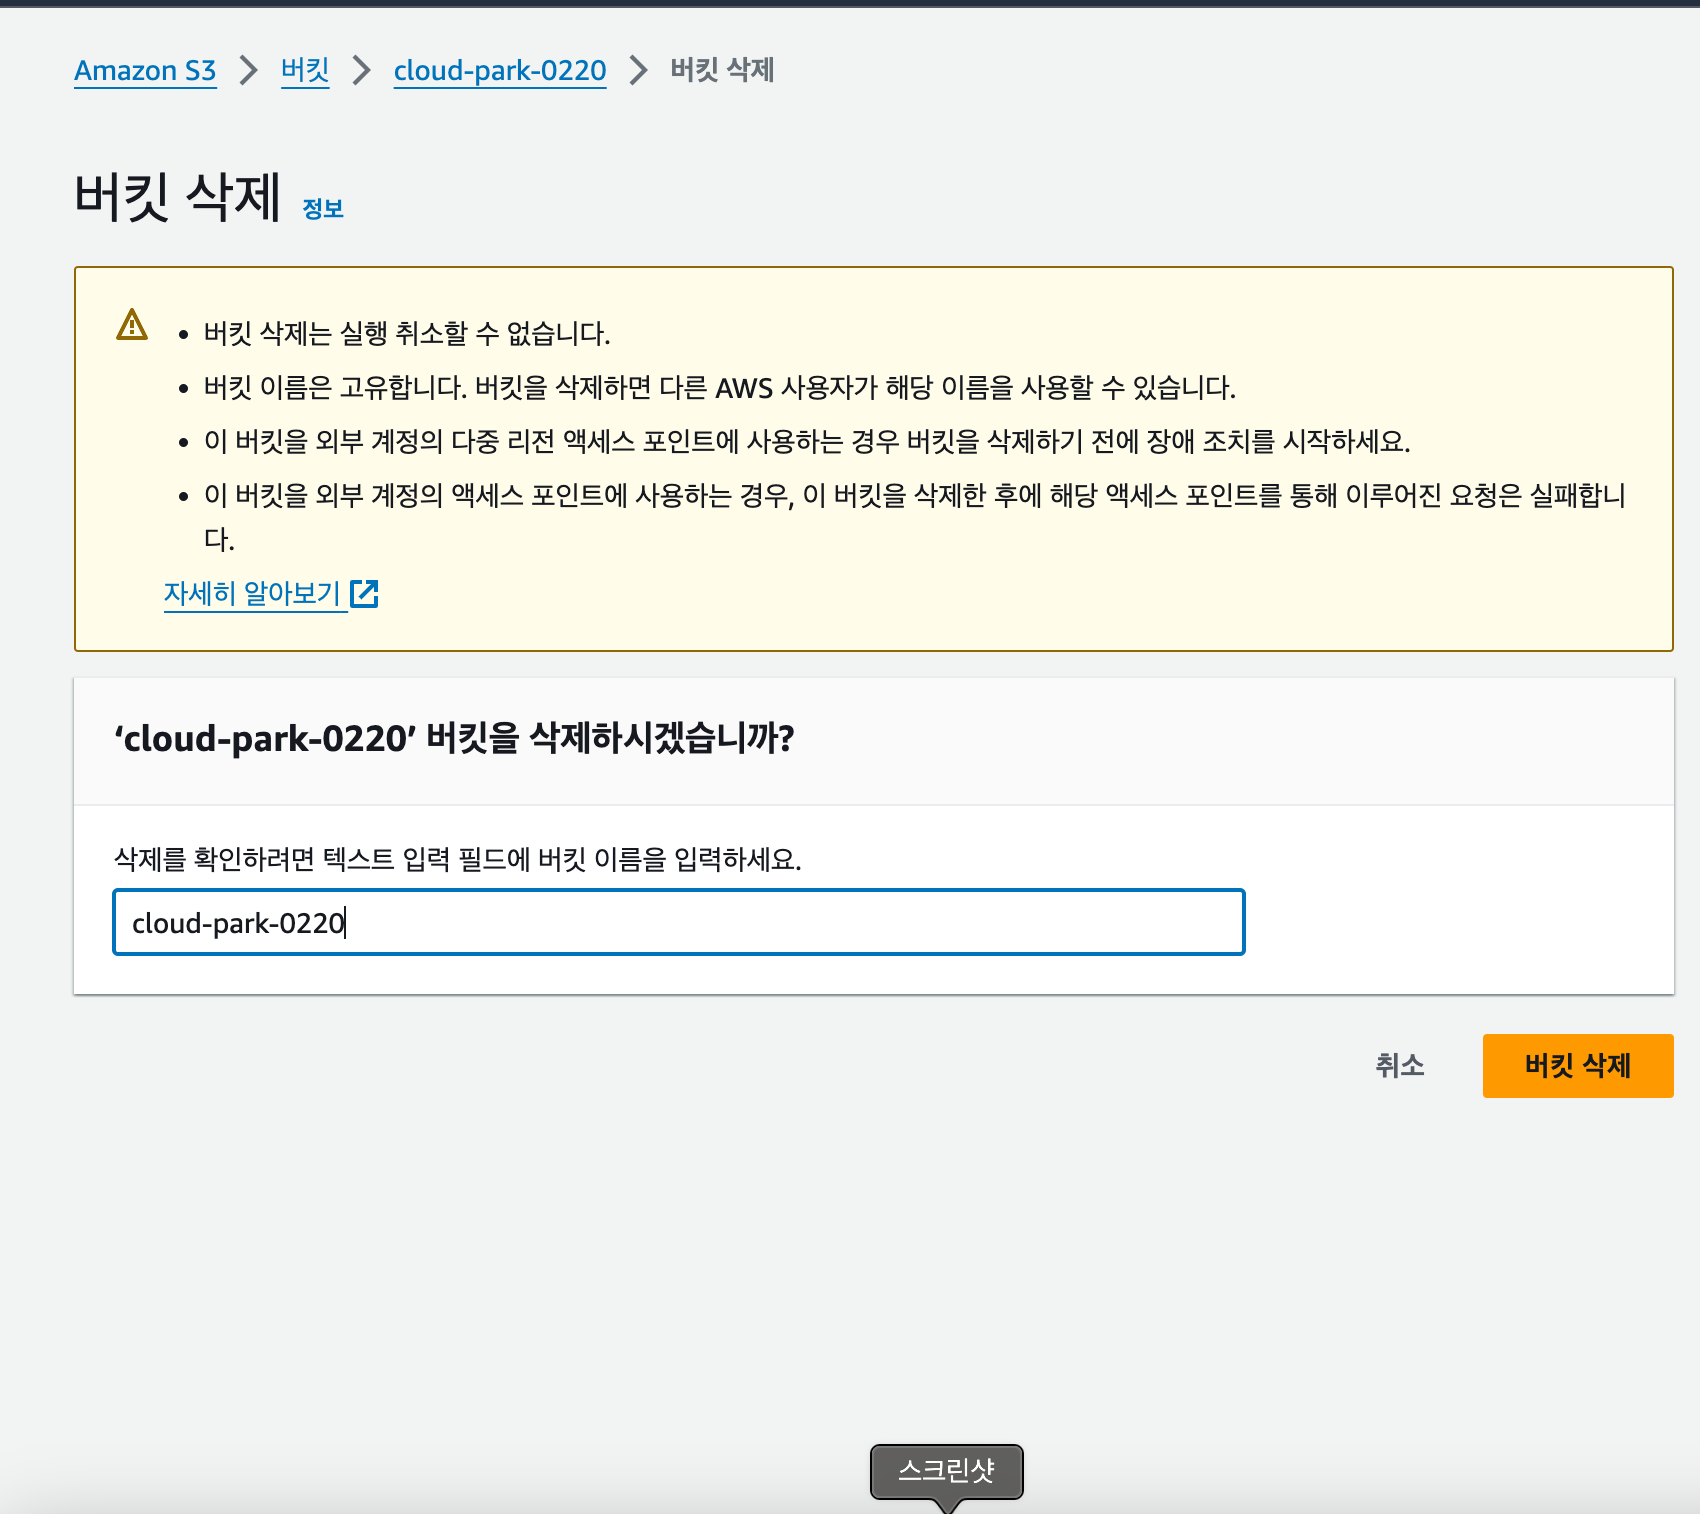 Amazon S3 > 버킷 > cloud-park-0220 > 버킷 삭제
버킷 삭제 정보
• 버킷 삭제는 실행 취소할 수 없습니다.
• 버킷 이름은 고유합니다. 버킷을 삭제하면 다른 AWS 사용자가 해당 이름을 사용할 수 있습니다.
• 이 버킷을 외부 계정의 다중 리전 액세스 포인트에 사용하는 경우 버킷을 삭제하기 전에 장애 조치를 시작하세요.
• 이 버킷을 외부 계정의 액세스 포인트에 사용하는 경우, 이 버킷을 삭제한 후에 해당 액세스 포인트를 통해 이루어진 요청은 실패합니
다.
자세히 알아보기
‘cloud-park-0220’ 버킷을 삭제하시겠습니까?
삭제를 확인하려면 텍스트 입력 필드에 버킷 이름을 입력하세요.
cloud-park-0220
취소 버킷 삭제
스크린샷